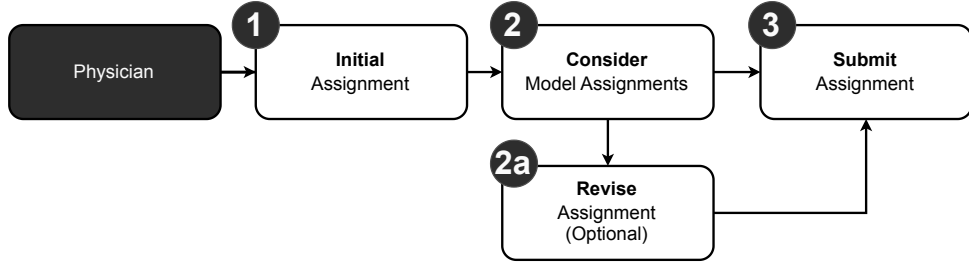 Physician
1
Initial
Assignment
2
Consider
Model Assignments
3
Submit
Assignment
2a
Revise
Assignment
(Optional)